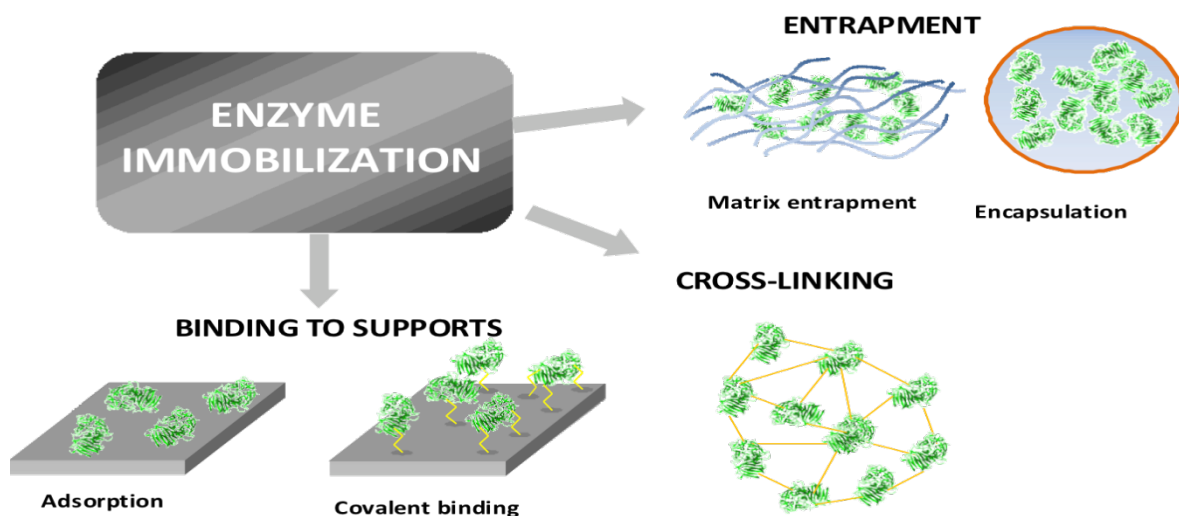 ENZYME
IMMOBILIZATION
ENTRAPMENT
Matrix entrapment
Encapsulation
CROSS-LINKING
BINDING TO SUPPORTS
Adsorption
Covalent binding